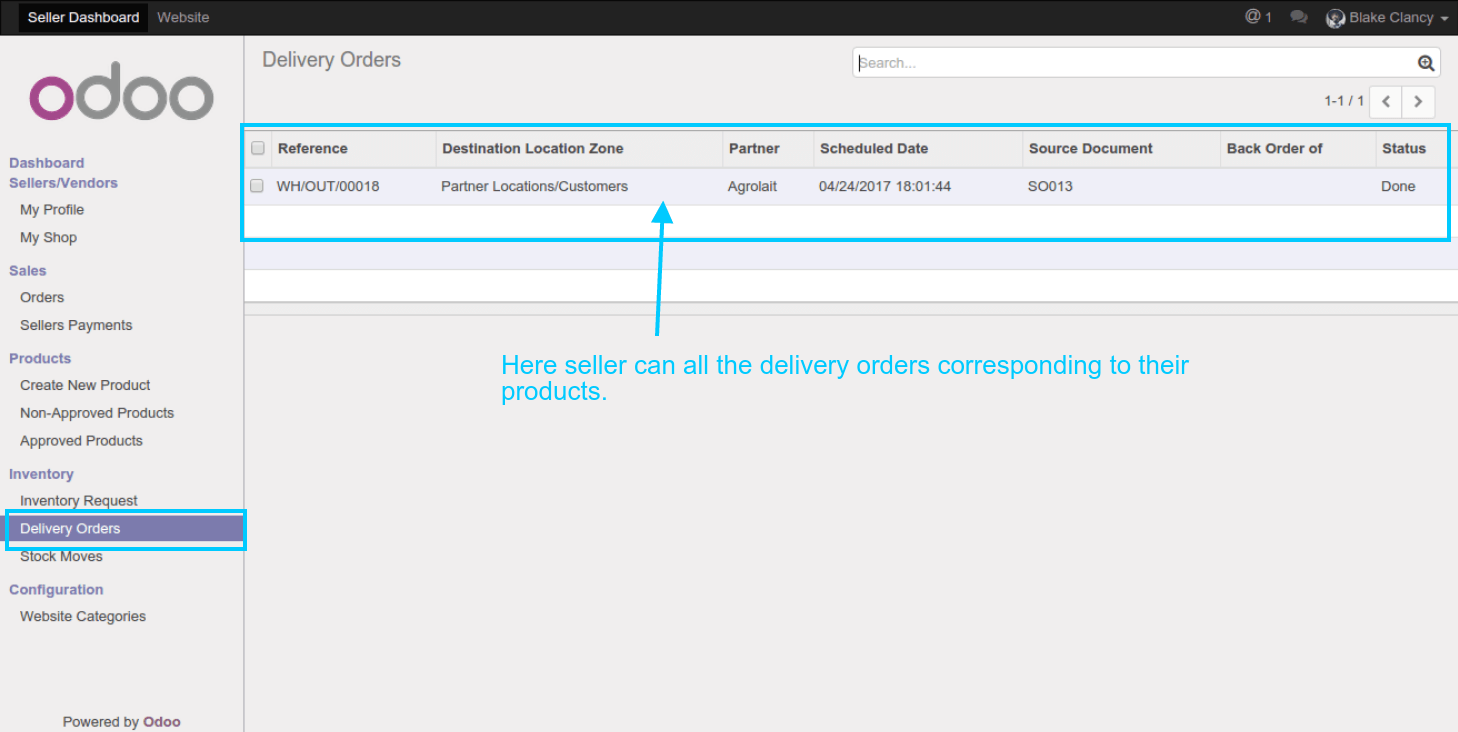 Seller Dashboard Website @ 1 Blake Clancy
odoo
Delivery Orders
Search...
1-1 / 1
Reference Destination Location Zone Partner Scheduled Date Source Document Back Order of Status
WH/OUT/00018 Partner Locations/Customers Agrolait 04/24/2017 18:01:44 SO013 Done
Here seller can all the delivery orders corresponding to their
products.
Dashboard
Sellers/Vendors
My Profile
My Shop
Sales
Orders
Sellers Payments
Products
Create New Product
Non-Approved Products
Approved Products
Inventory
Inventory Request
Delivery Orders
Stock Moves
Configuration
Website Categories
Powered by Odoo